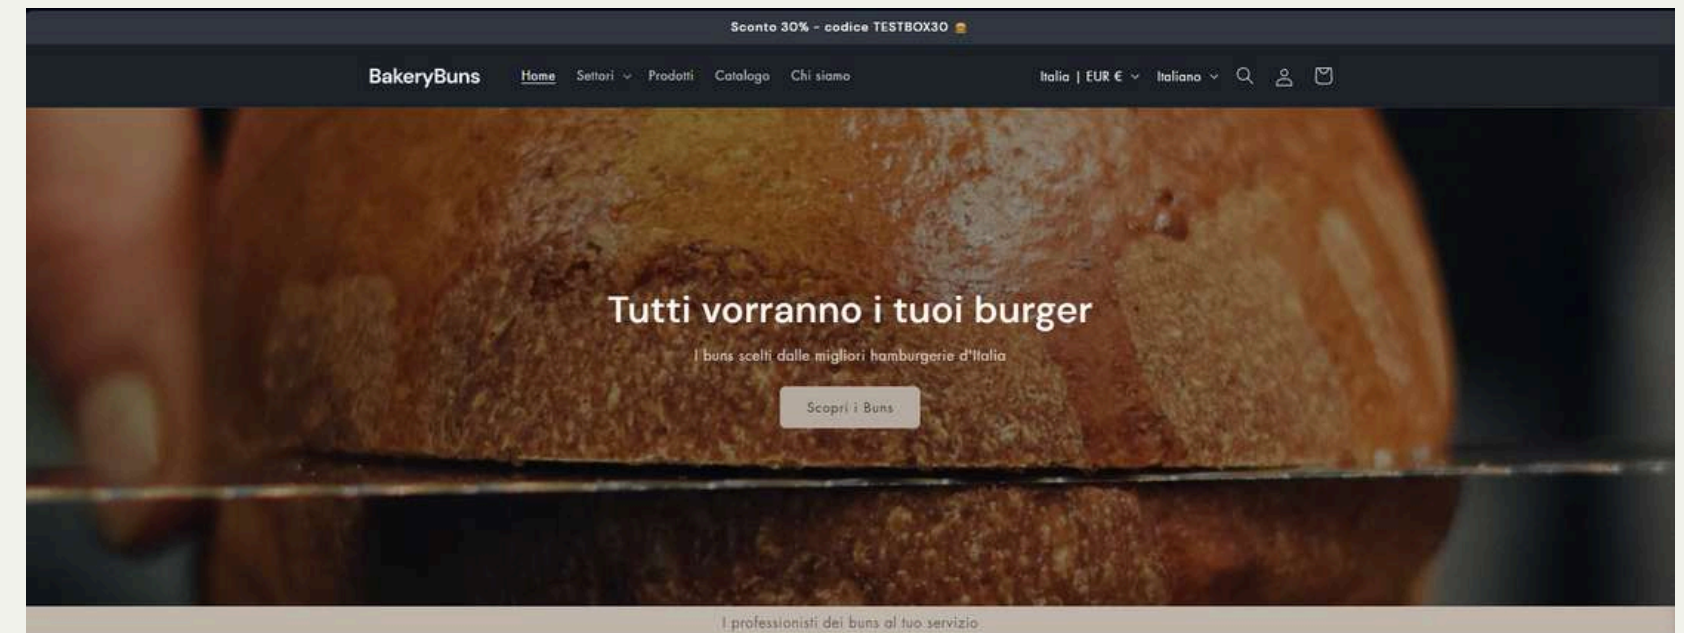 Sconto 30% - codice TESTBOX30 🍔
BakeryBuns Home Settori Prodotti Catalogo Chi siamo Italia | EUR € Italiano
Tutti vorranno i tuoi burger
I buns scelti dalle migliori hamburgerie d'Italia
Scopri i Buns
I professionisti dei buns al tuo servizio